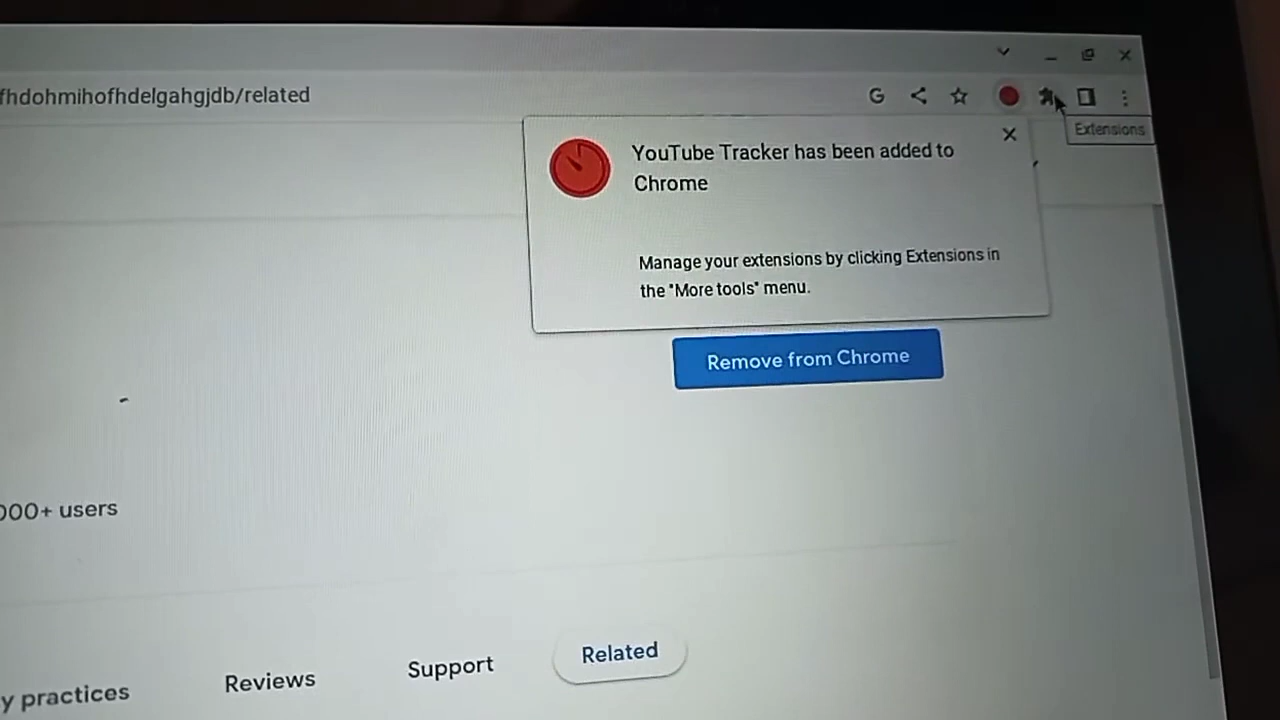 fhdohmihofhdelgahgjdb/related
Extensions
YouTube Tracker has been added to
Chrome
Manage your extensions by clicking Extensions in
the "More tools" menu.
Remove from Chrome
000+ users
y practices
Reviews
Support
Related